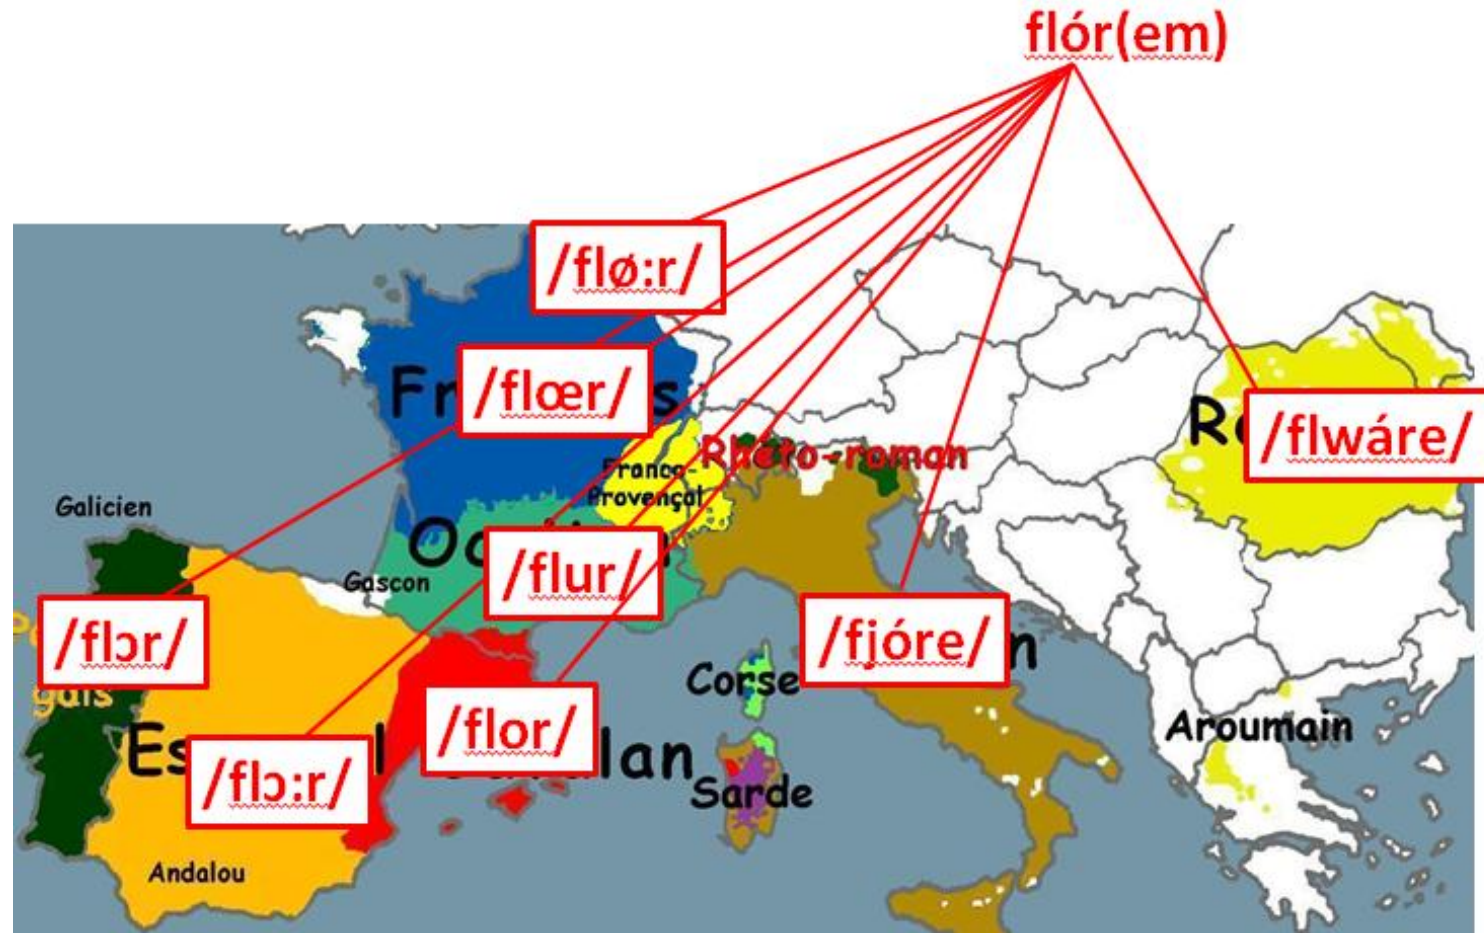 flór(em)
/flø:r/
/flœr/
/flwáre/
Rhéto-roman
Franco-
Provençal
Galicien
Gascon
/flur/
/flɔr/
/fjóre/
Corse
/flor/
Aroumain
/flɔ:r/
Sarde
Andalou